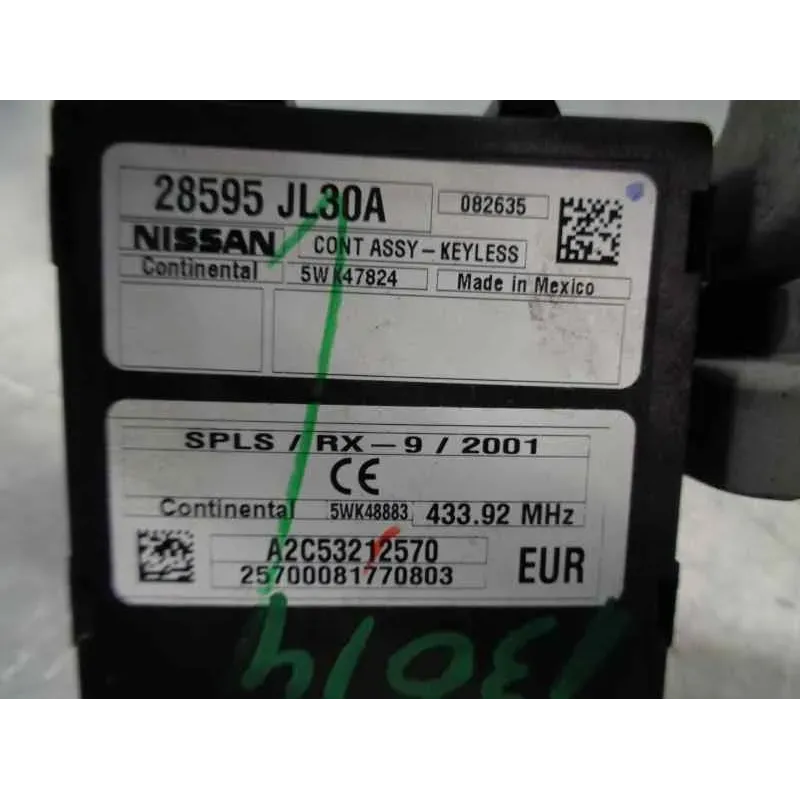 28595 JL30A 082635
NISSAN CONT ASSY-KEYLESS
Continental 5WK47824 Made in Mexico
SPLS / RX-9 / 2001
CE
Continental 5WK48883 433.92 MHz
A2C53212570
25700081770803 EUR